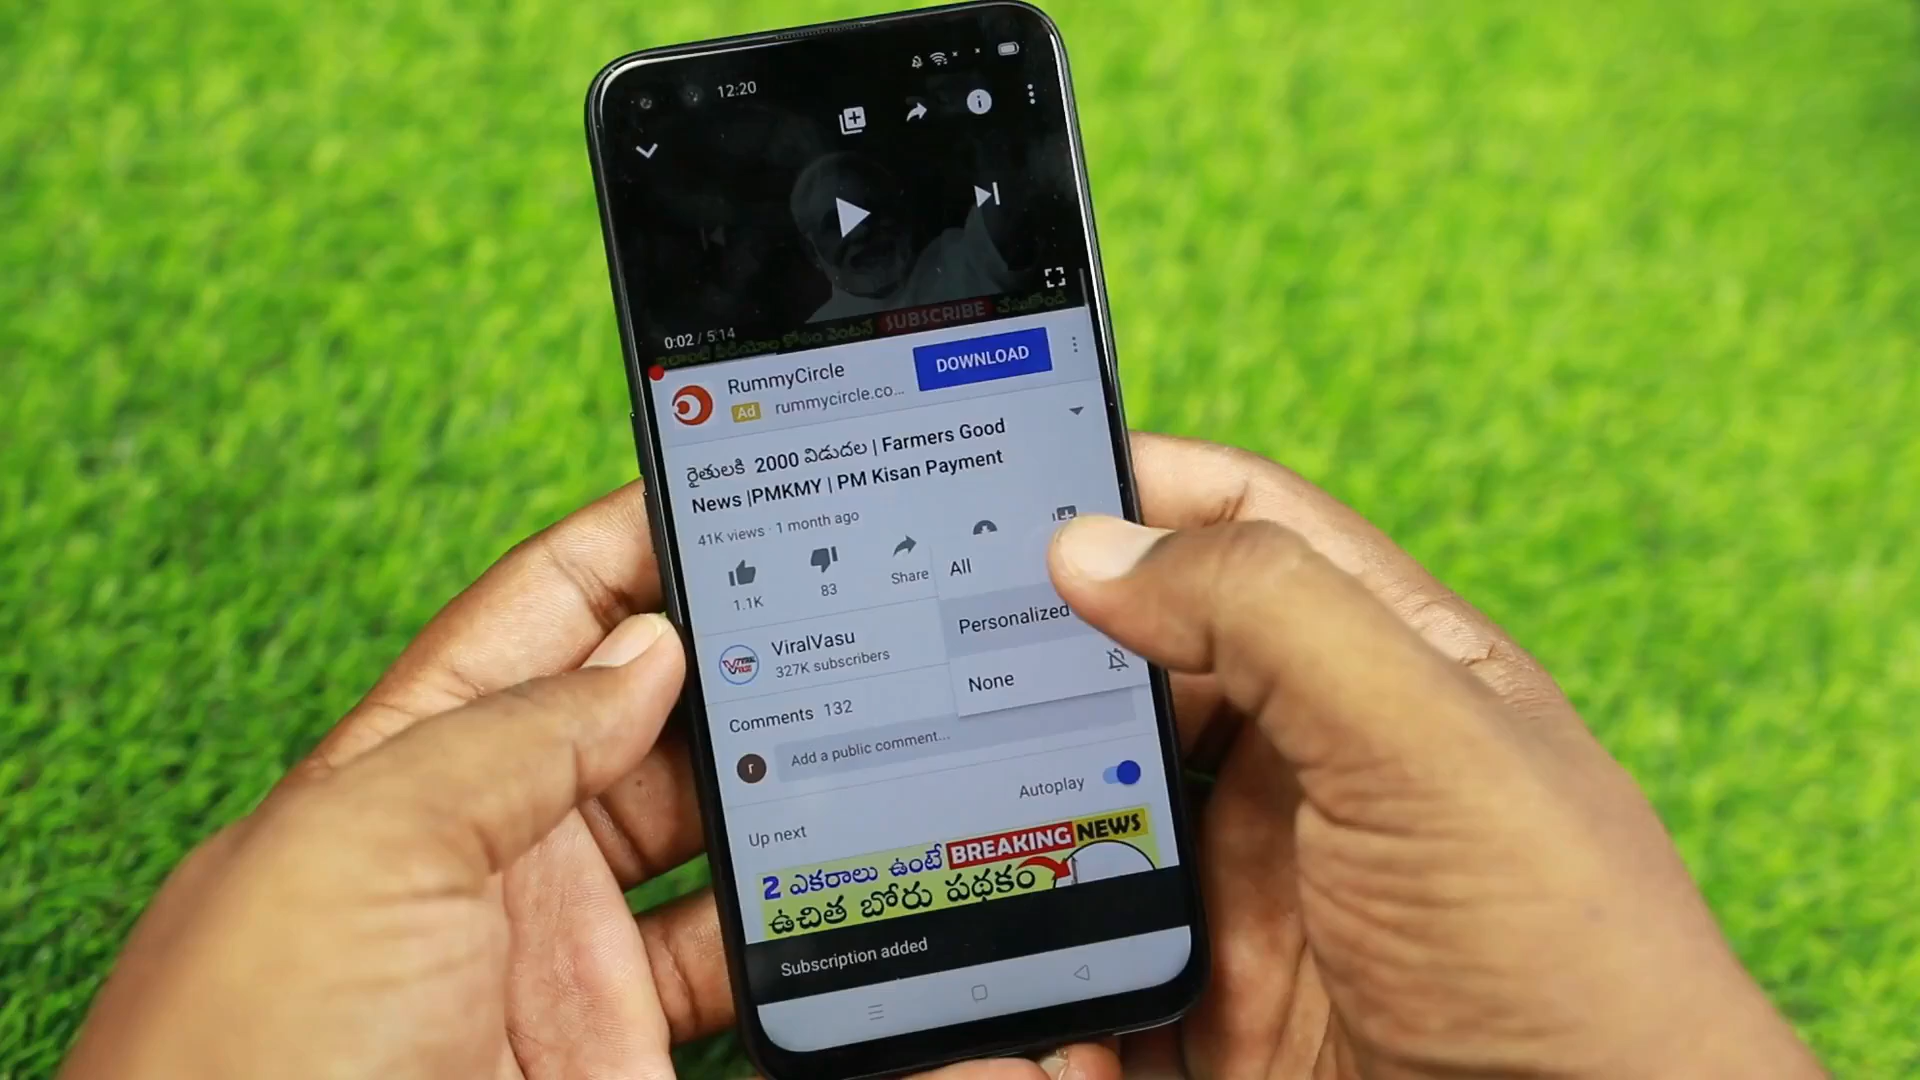 12:20
ఇలాంటి వీడియోల కోసం వెంటనే SUBSCRIBE చేసుకోండి
0:02 / 5:14
RummyCircle
Ad rummycircle.co...
DOWNLOAD
రైతులకి 2000 విడుదల | Farmers Good
News |PMKMY | PM Kisan Payment
41K views · 1 month ago
1.1K
83
Share
All
Personalized
None
ViralVasu
327K subscribers
Comments 132
r
Add a public comment...
Autoplay
Up next
2 ఎకరాలు ఉంటే BREAKING NEWS
ఉచిత బోరు పథకం
Subscription added